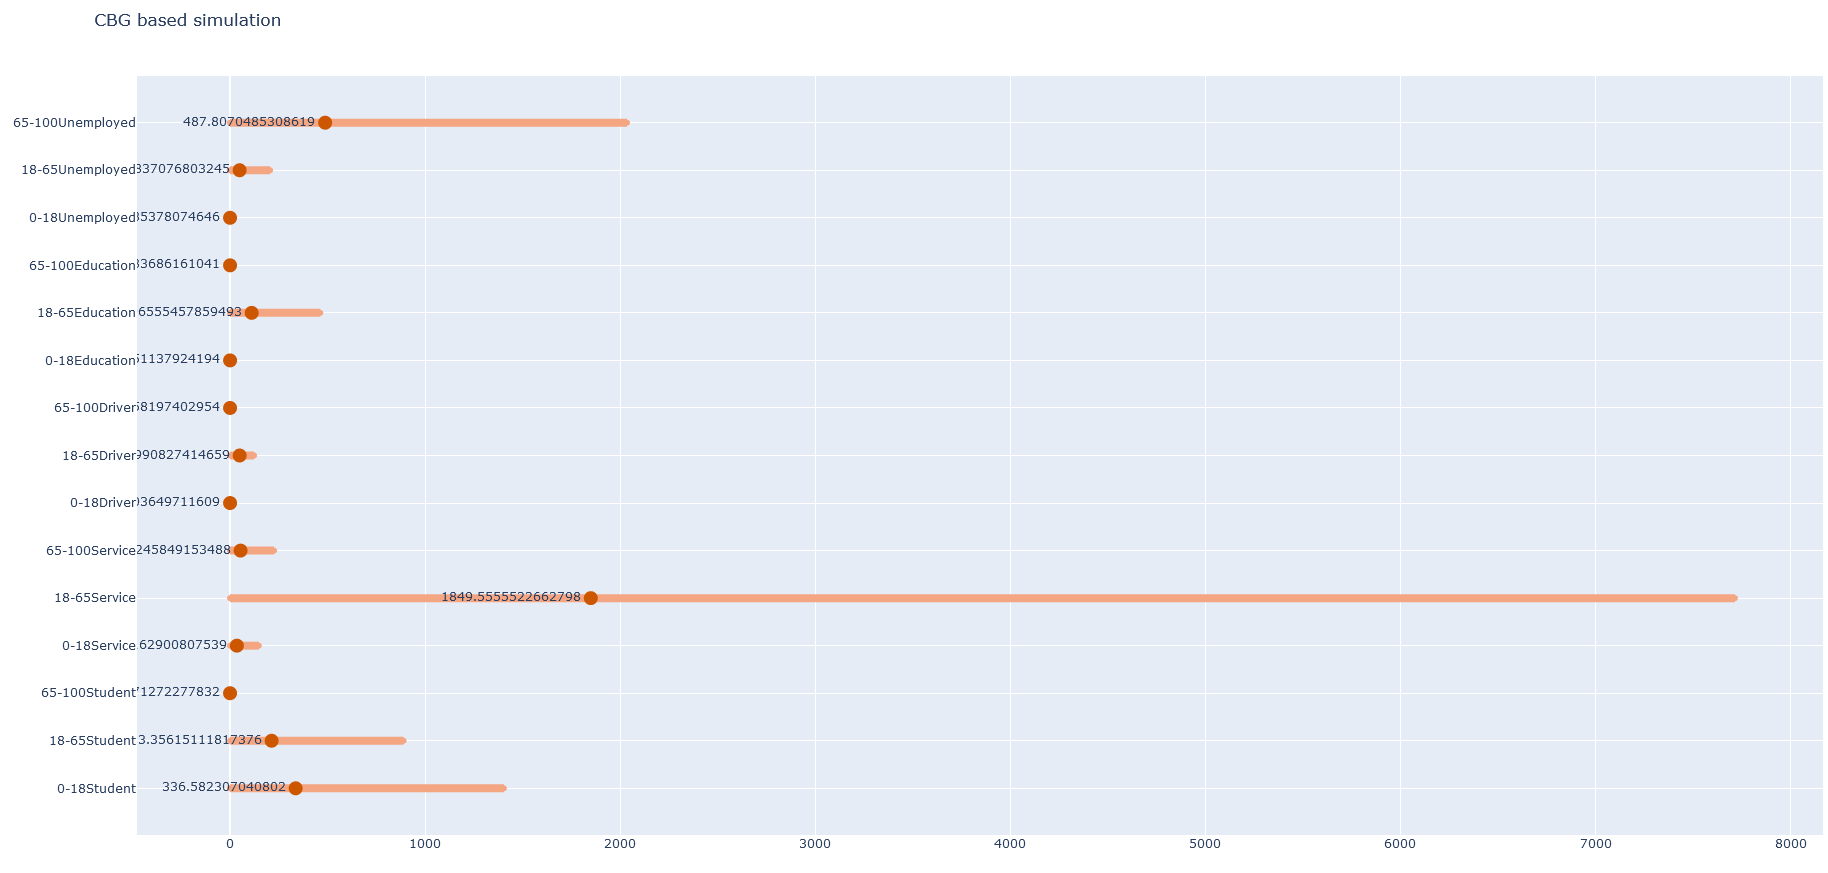 CBG based simulation
65-100Unemployed 487.8070485308619
18-65Unemployed 337076803245
0-18Unemployed 35378074646
65-100Education 33686161041
18-65Education 6555457859493
0-18Education 1137924194
65-100Driver 8197402954
18-65Driver 990827414659
0-18Driver 3649711609
65-100Service 245849153488
18-65Service 1849.5555522662798
0-18Service 62900807539
65-100Student 1272277832
18-65Student 3.35615111817376
0-18Student 336.582307040802
0 1000 2000 3000 4000 5000 6000 7000 8000